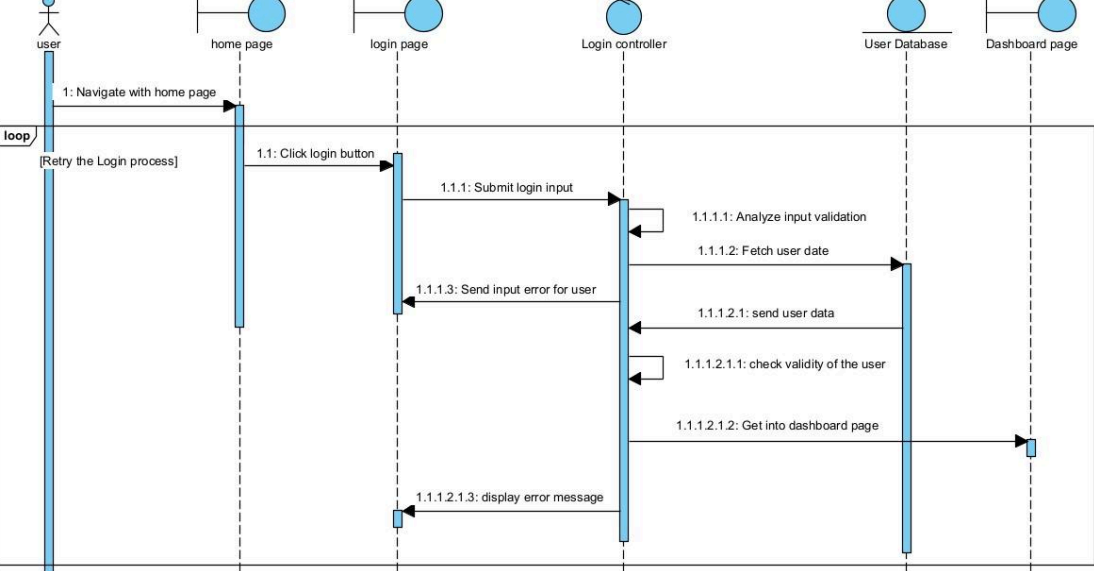 user
home page
login page
Login controller
User Database
Dashboard page
1: Navigate with home page
loop
[Retry the Login process]
1.1: Click login button
1.1.1: Submit login input
1.1.1.1: Analyze input validation
1.1.1.2: Fetch user date
1.1.1.3: Send input error for user
1.1.1.2.1: send user data
1.1.1.2.1.1: check validity of the user
1.1.1.2.1.2: Get into dashboard page
1.1.1.2.1.3: display error message